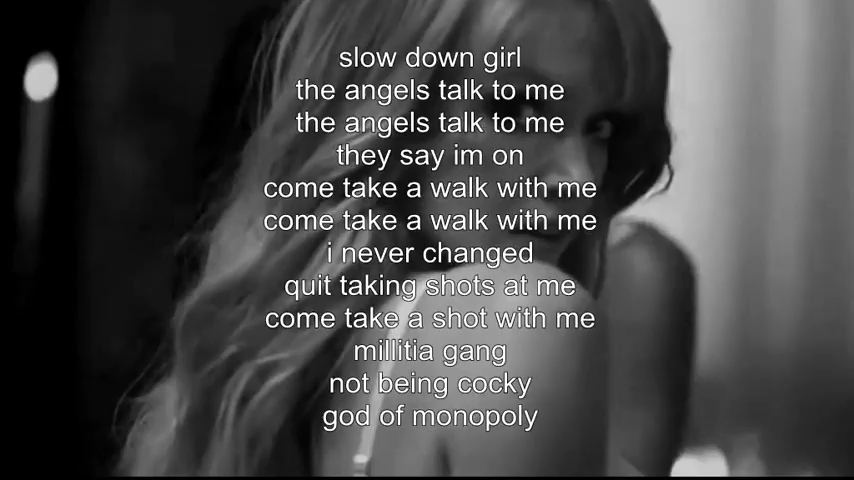 slow down girl
the angels talk to me
the angels talk to me
they say im on
come take a walk with me
come take a walk with me
i never changed
quit taking shots at me
come take a shot with me
millitia gang
not being cocky
god of monopoly